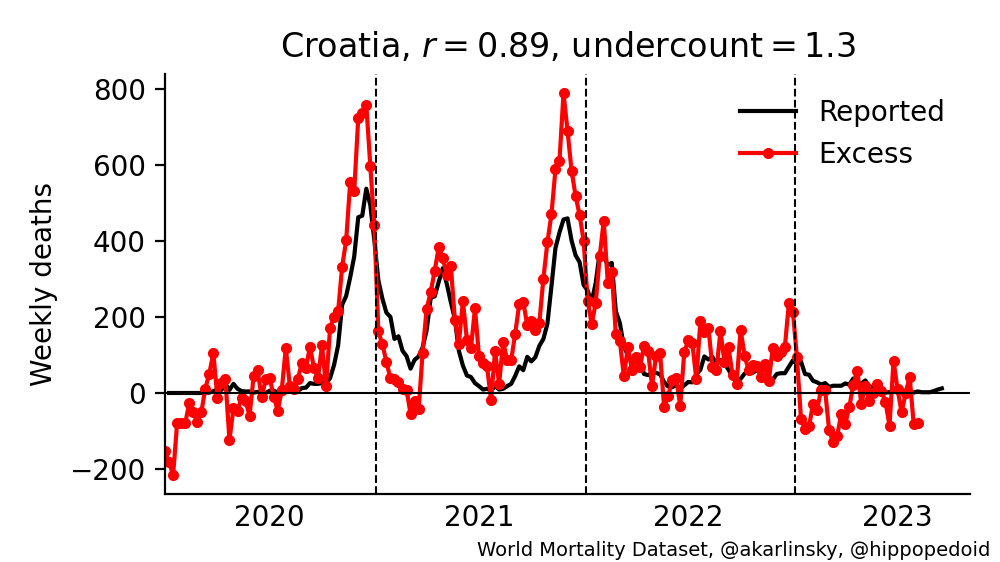 Croatia, r = 0.89, undercount = 1.3
Weekly deaths
800
600
400
200
0
−200
Reported
Excess
2020 2021 2022 2023
World Mortality Dataset, @akarlinsky, @hippopedoid